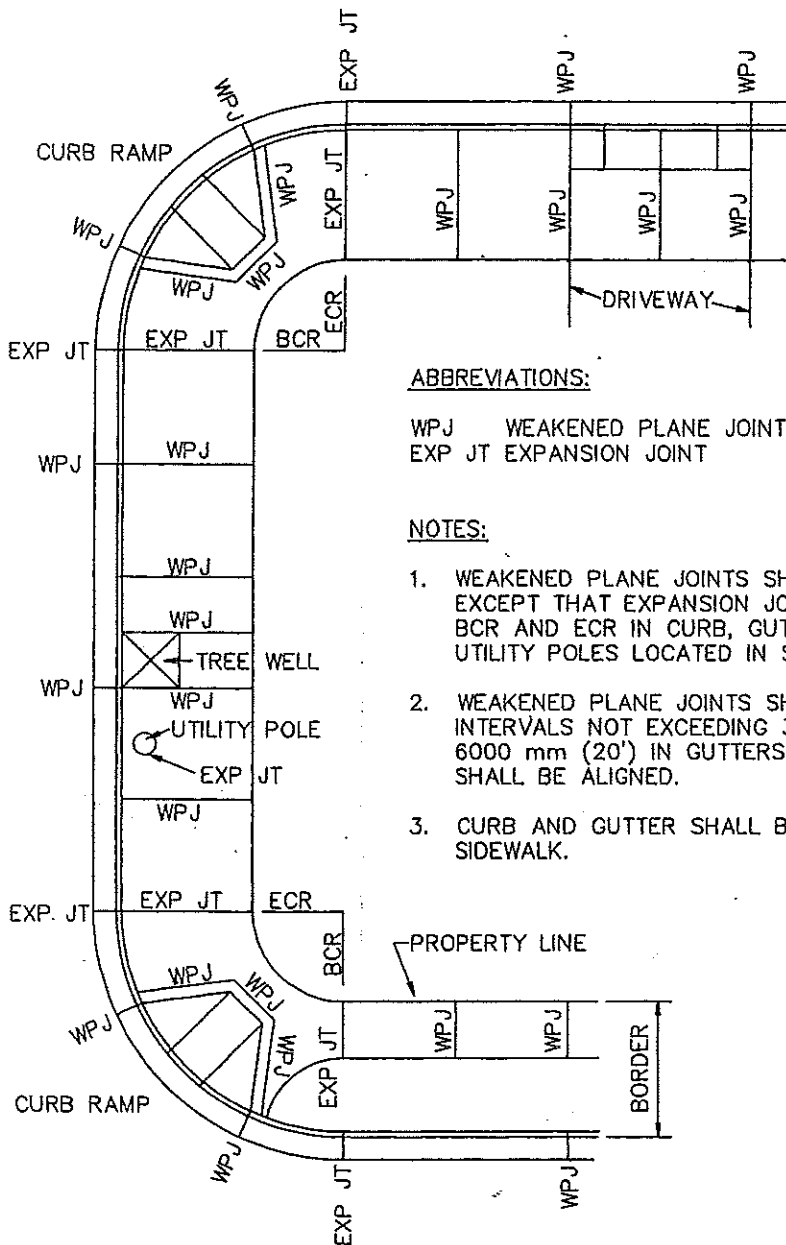 EXP JT
WPJ
WPJ
WPJ
CURB RAMP
WPJ
EXP JT
WPJ
WPJ
WPJ
WPJ
WPJ
WPJ
DRIVEWAY
ECR
EXP JT
EXP JT
BCR
ABBREVIATIONS:
WPJ WEAKENED PLANE JOINT
EXP JT EXPANSION JOINT
WPJ
WPJ
NOTES:
1. WEAKENED PLANE JOINTS SH
EXCEPT THAT EXPANSION JO
BCR AND ECR IN CURB, GUT
UTILITY POLES LOCATED IN S
WPJ
WPJ
TREE WELL
WPJ
WPJ
UTILITY POLE
EXP JT
WPJ
2. WEAKENED PLANE JOINTS SH
INTERVALS NOT EXCEEDING 3
6000 mm (20') IN GUTTERS
SHALL BE ALIGNED.
3. CURB AND GUTTER SHALL B
SIDEWALK.
EXP. JT
EXP JT
ECR
BCR
PROPERTY LINE
WPJ
WPJ
WPJ
WPJ
EXP JT
WPJ
WPJ
BORDER
CURB RAMP
WPJ
EXP JT
WPJ